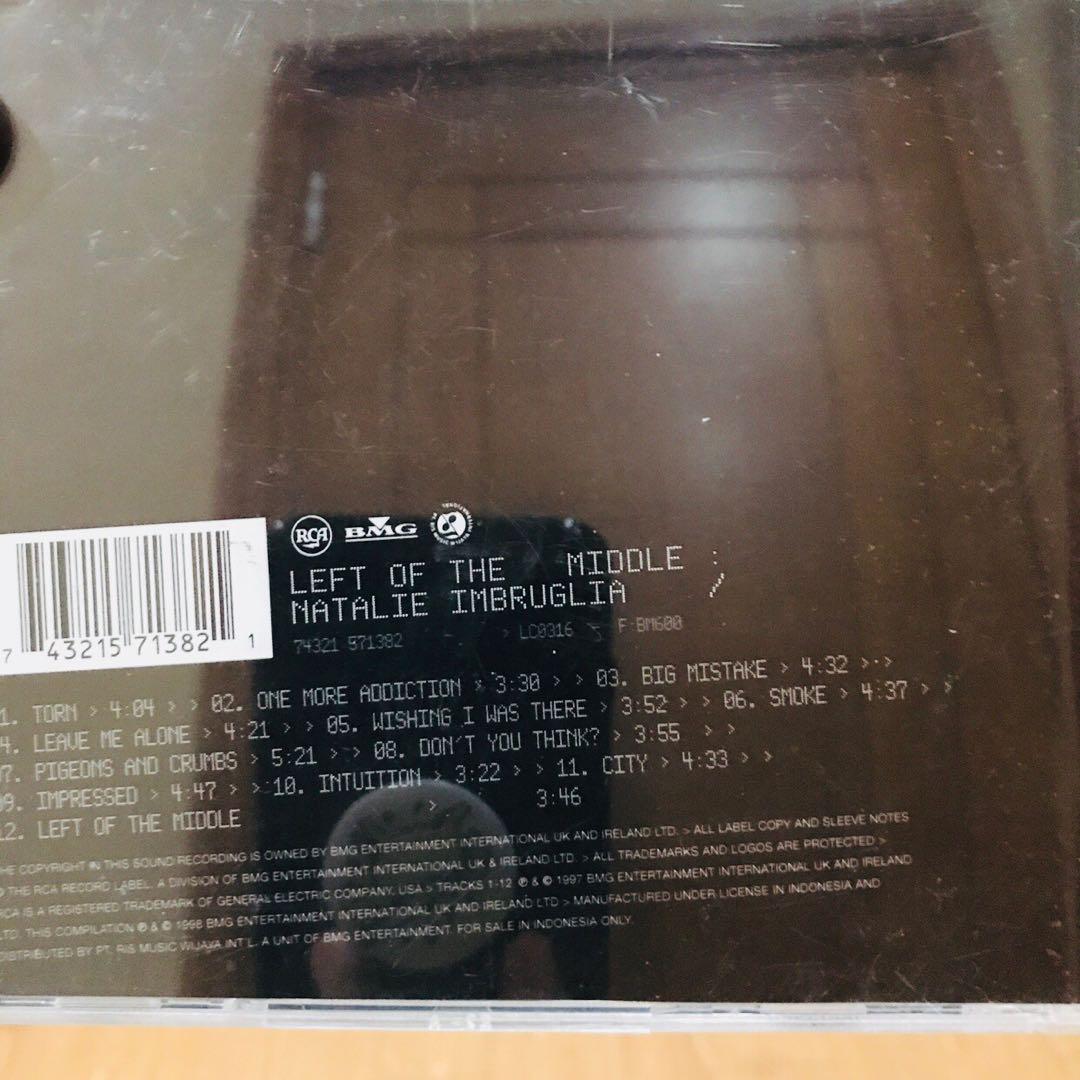 RCA BMG
LEFT OF THE MIDDLE ;
NATALIE IMBRUGLIA
74321 571382 > LC0316 F-BM600
7 43215 71382 1
1. TORN > 4:04 > > 02. ONE MORE ADDICTION > 3:30 > > 03. BIG MISTAKE > 4:32 > >
4. LEAVE ME ALONE > 4:21 > > 05. WISHING I WAS THERE > 3:52 > > 06. SMOKE > 4:37 > >
07. PIGEONS AND CRUMBS > 5:21 > > 08. DON'T YOU THINK? > 3:55 > >
09. IMPRESSED > 4:47 > > 10. INTUITION > 3:22 > > 11. CITY > 4:33 > >
12. LEFT OF THE MIDDLE > 3:46
THE COPYRIGHT IN THIS SOUND RECORDING IS OWNED BY BMG ENTERTAINMENT INTERNATIONAL UK AND IRELAND LTD. > ALL LABEL COPY AND SLEEVE NOTES
THE RCA RECORD LABEL. A DIVISION OF BMG ENTERTAINMENT INTERNATIONAL UK & IRELAND LTD. > ALL TRADEMARKS AND LOGOS ARE PROTECTED >
RCA IS A REGISTERED TRADEMARK OF GENERAL ELECTRIC COMPANY, USA > TRACKS 1-12 ℗ & © 1997 BMG ENTERTAINMENT INTERNATIONAL UK AND IRELAND
LTD. THIS COMPILATION ℗ & © 1998 BMG ENTERTAINMENT INTERNATIONAL UK AND IRELAND LTD > MANUFACTURED UNDER LICENSE IN INDONESIA AND
DISTRIBUTED BY PT. RIS MUSIC WIJAYA INT'L. A UNIT OF BMG ENTERTAINMENT. FOR SALE IN INDONESIA ONLY.